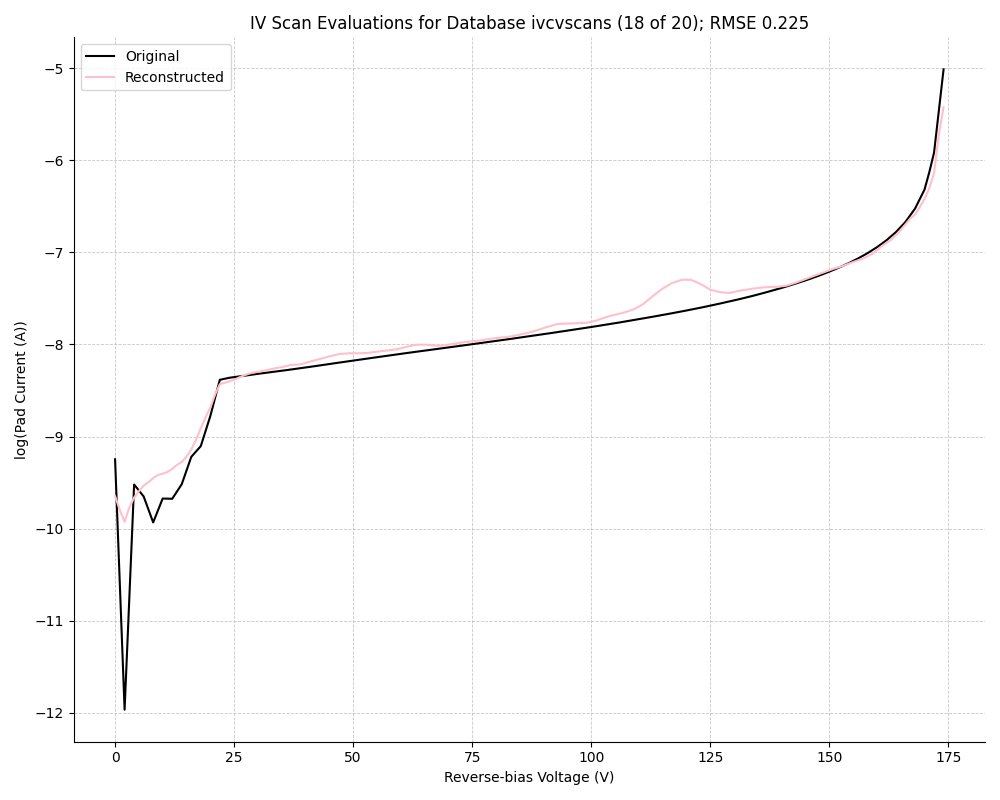 IV Scan Evaluations for Database ivcvscans (18 of 20); RMSE 0.225
Original
Reconstructed
log(Pad Current (A))
−5
−6
−7
−8
−9
−10
−11
−12
0 25 50 75 100 125 150 175
Reverse-bias Voltage (V)